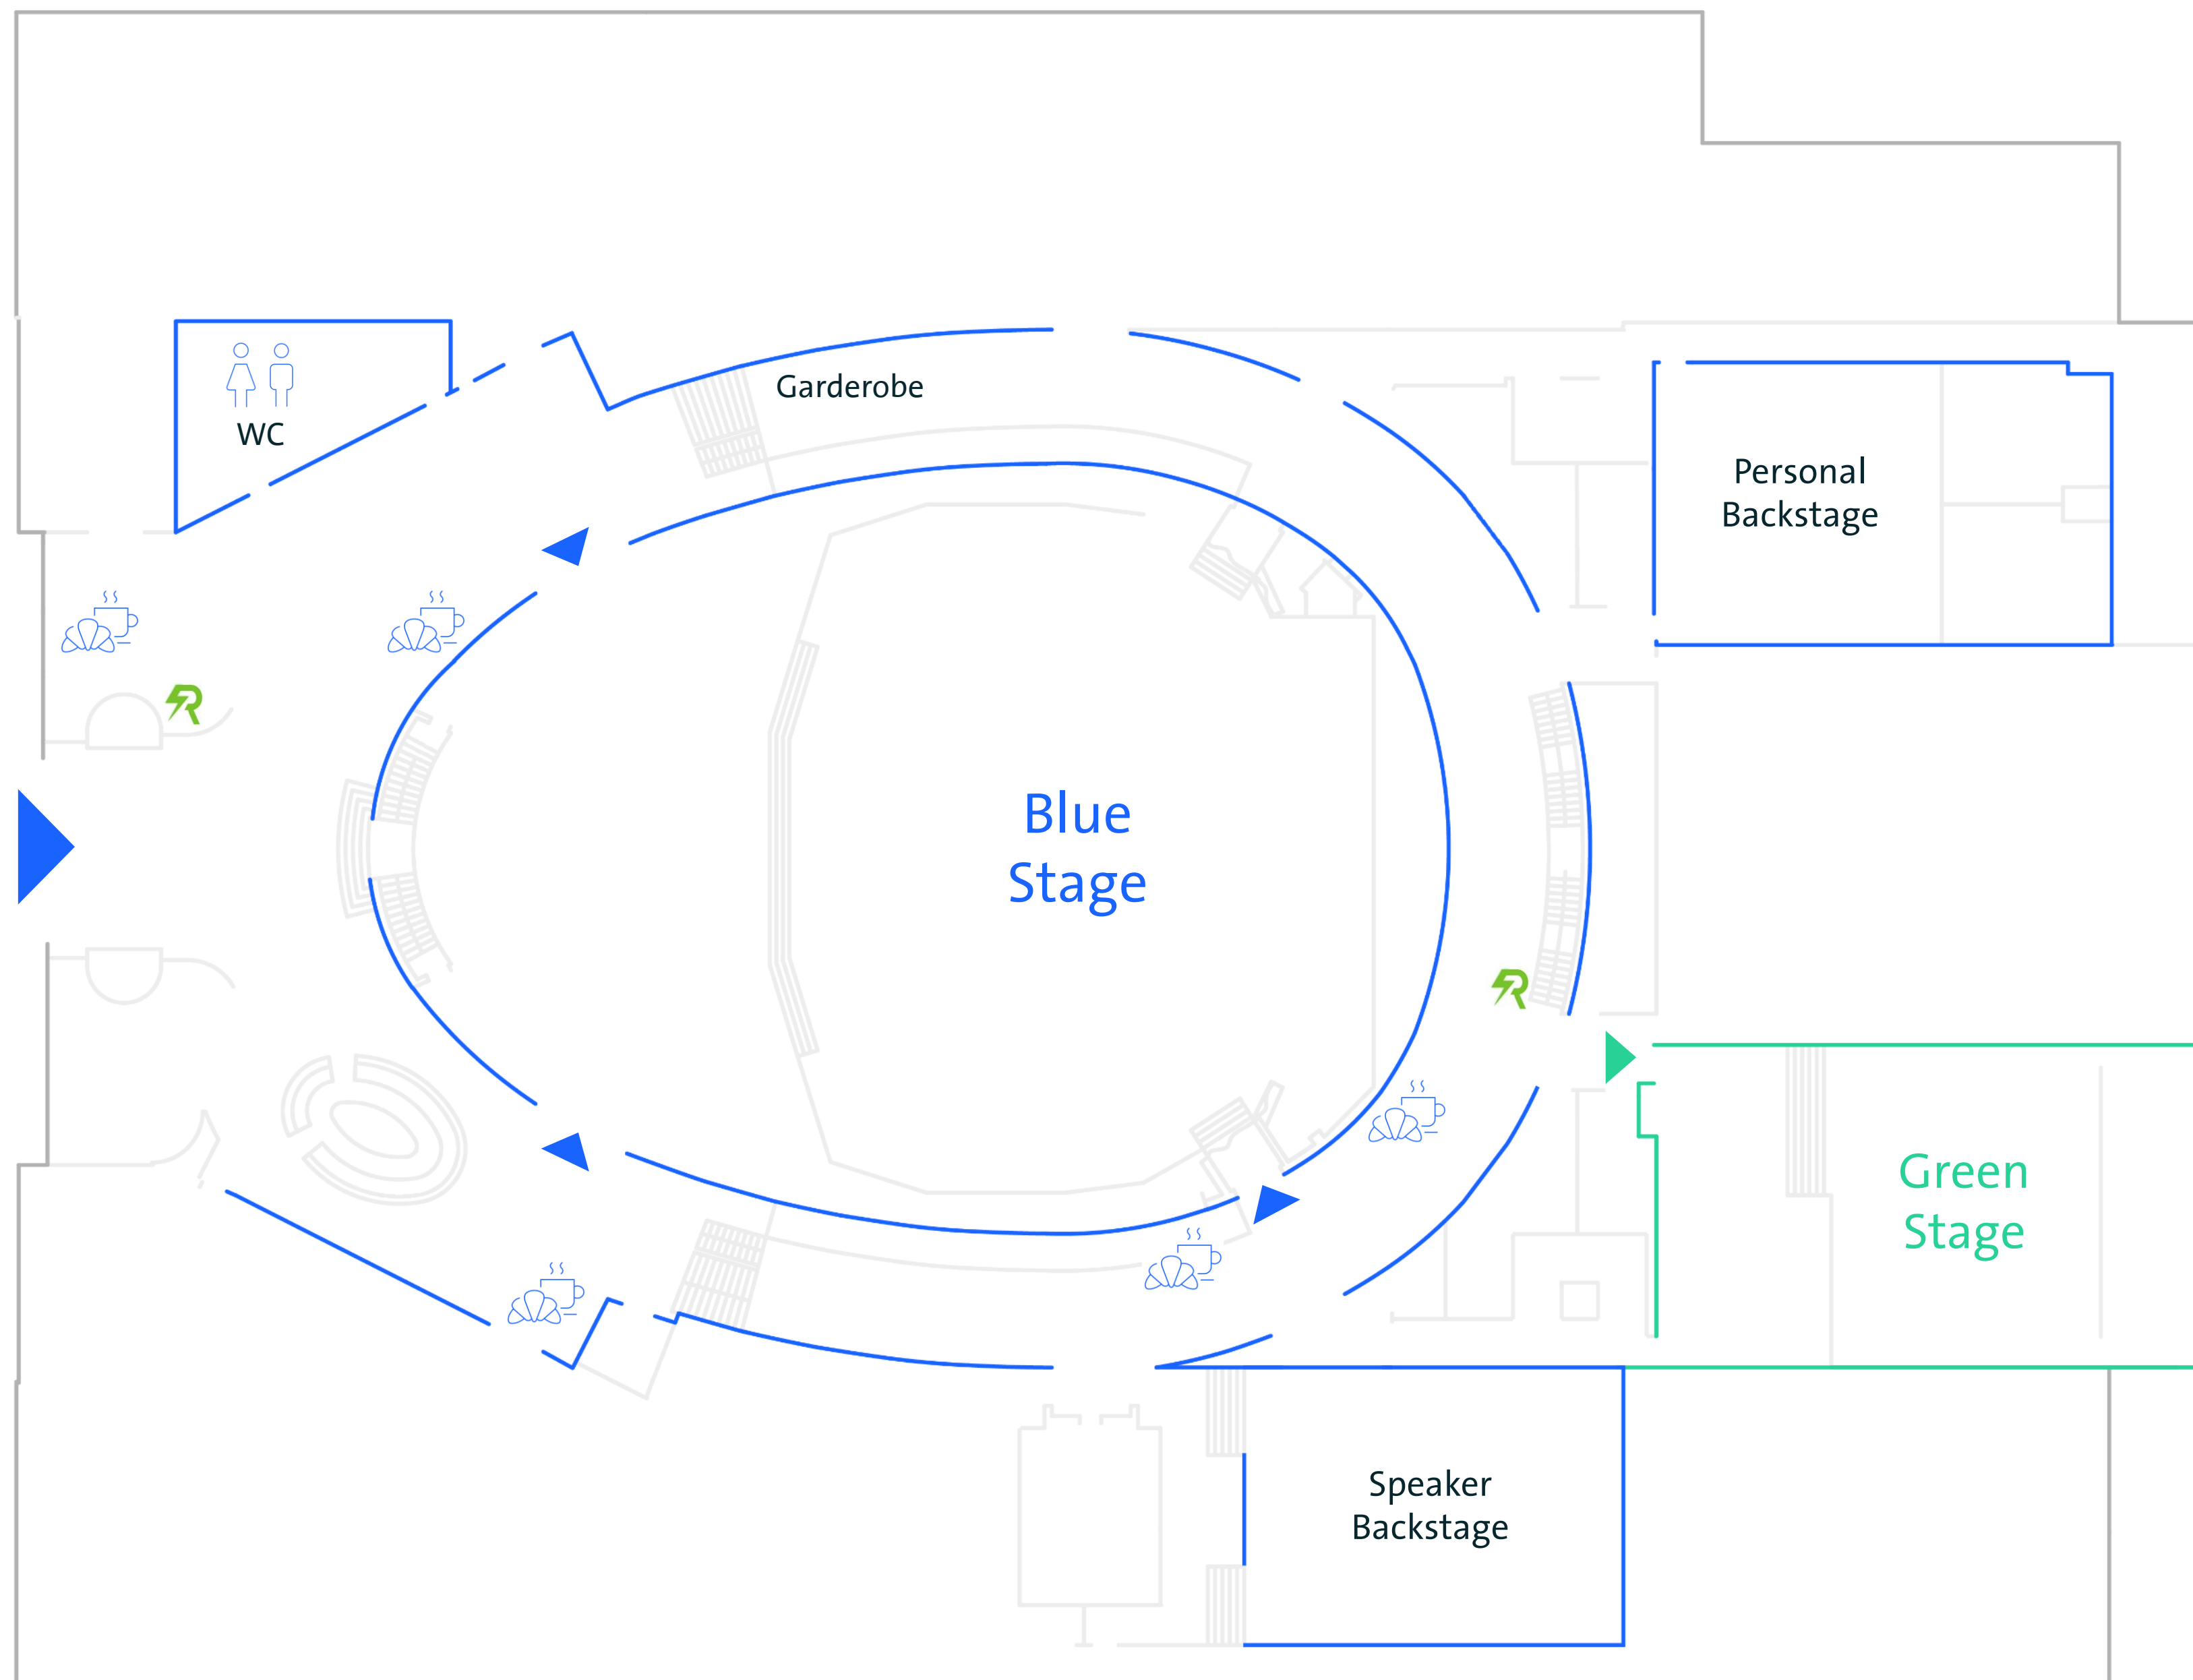 Garderobe
WC
Personal
Backstage
Blue
Stage
Green
Stage
Speaker
Backstage